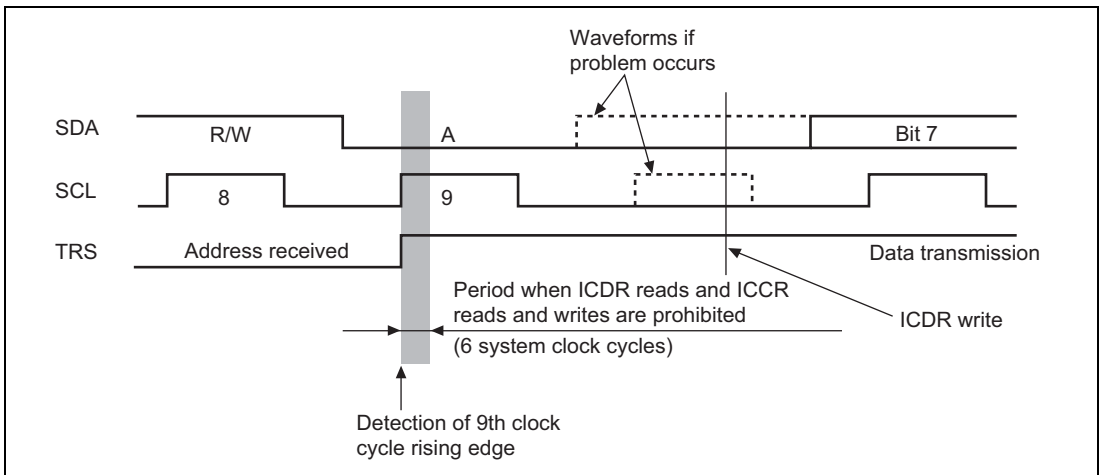 Waveforms if
problem occurs
SDA
R/W
A
Bit 7
SCL
8
9
TRS
Address received
Data transmission
Period when ICDR reads and ICCR
reads and writes are prohibited
(6 system clock cycles)
ICDR write
Detection of 9th clock
cycle rising edge